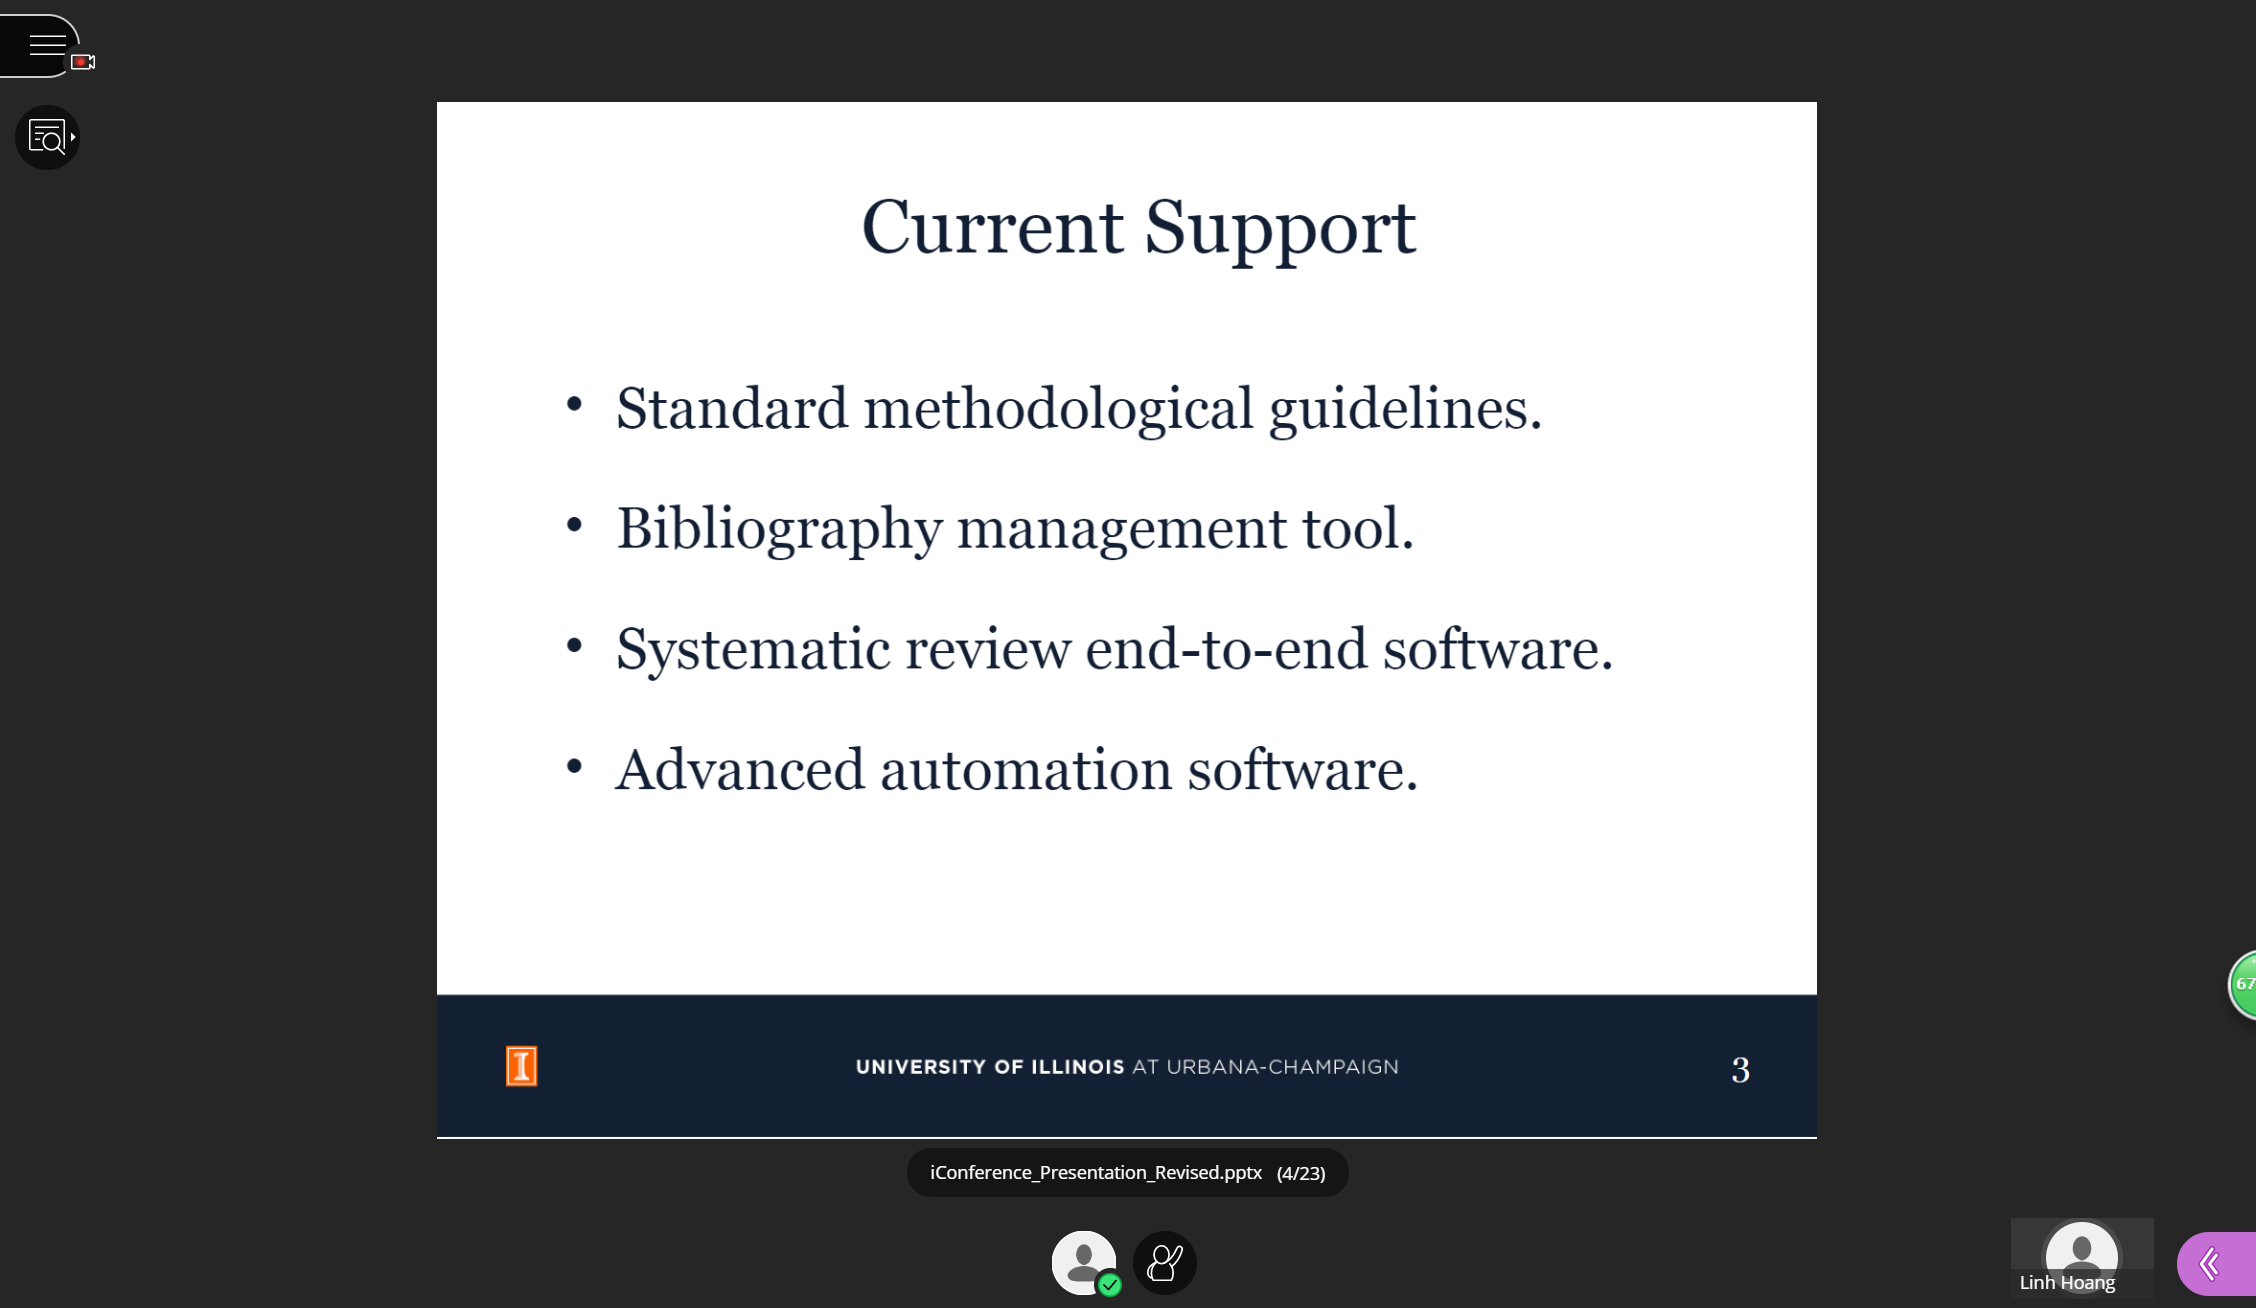 Current Support
• Standard methodological guidelines.
• Bibliography management tool.
• Systematic review end-to-end software.
• Advanced automation software.
I
UNIVERSITY OF ILLINOIS AT URBANA-CHAMPAIGN
3
67
iConference_Presentation_Revised.pptx (4/23)
Linh Hoang